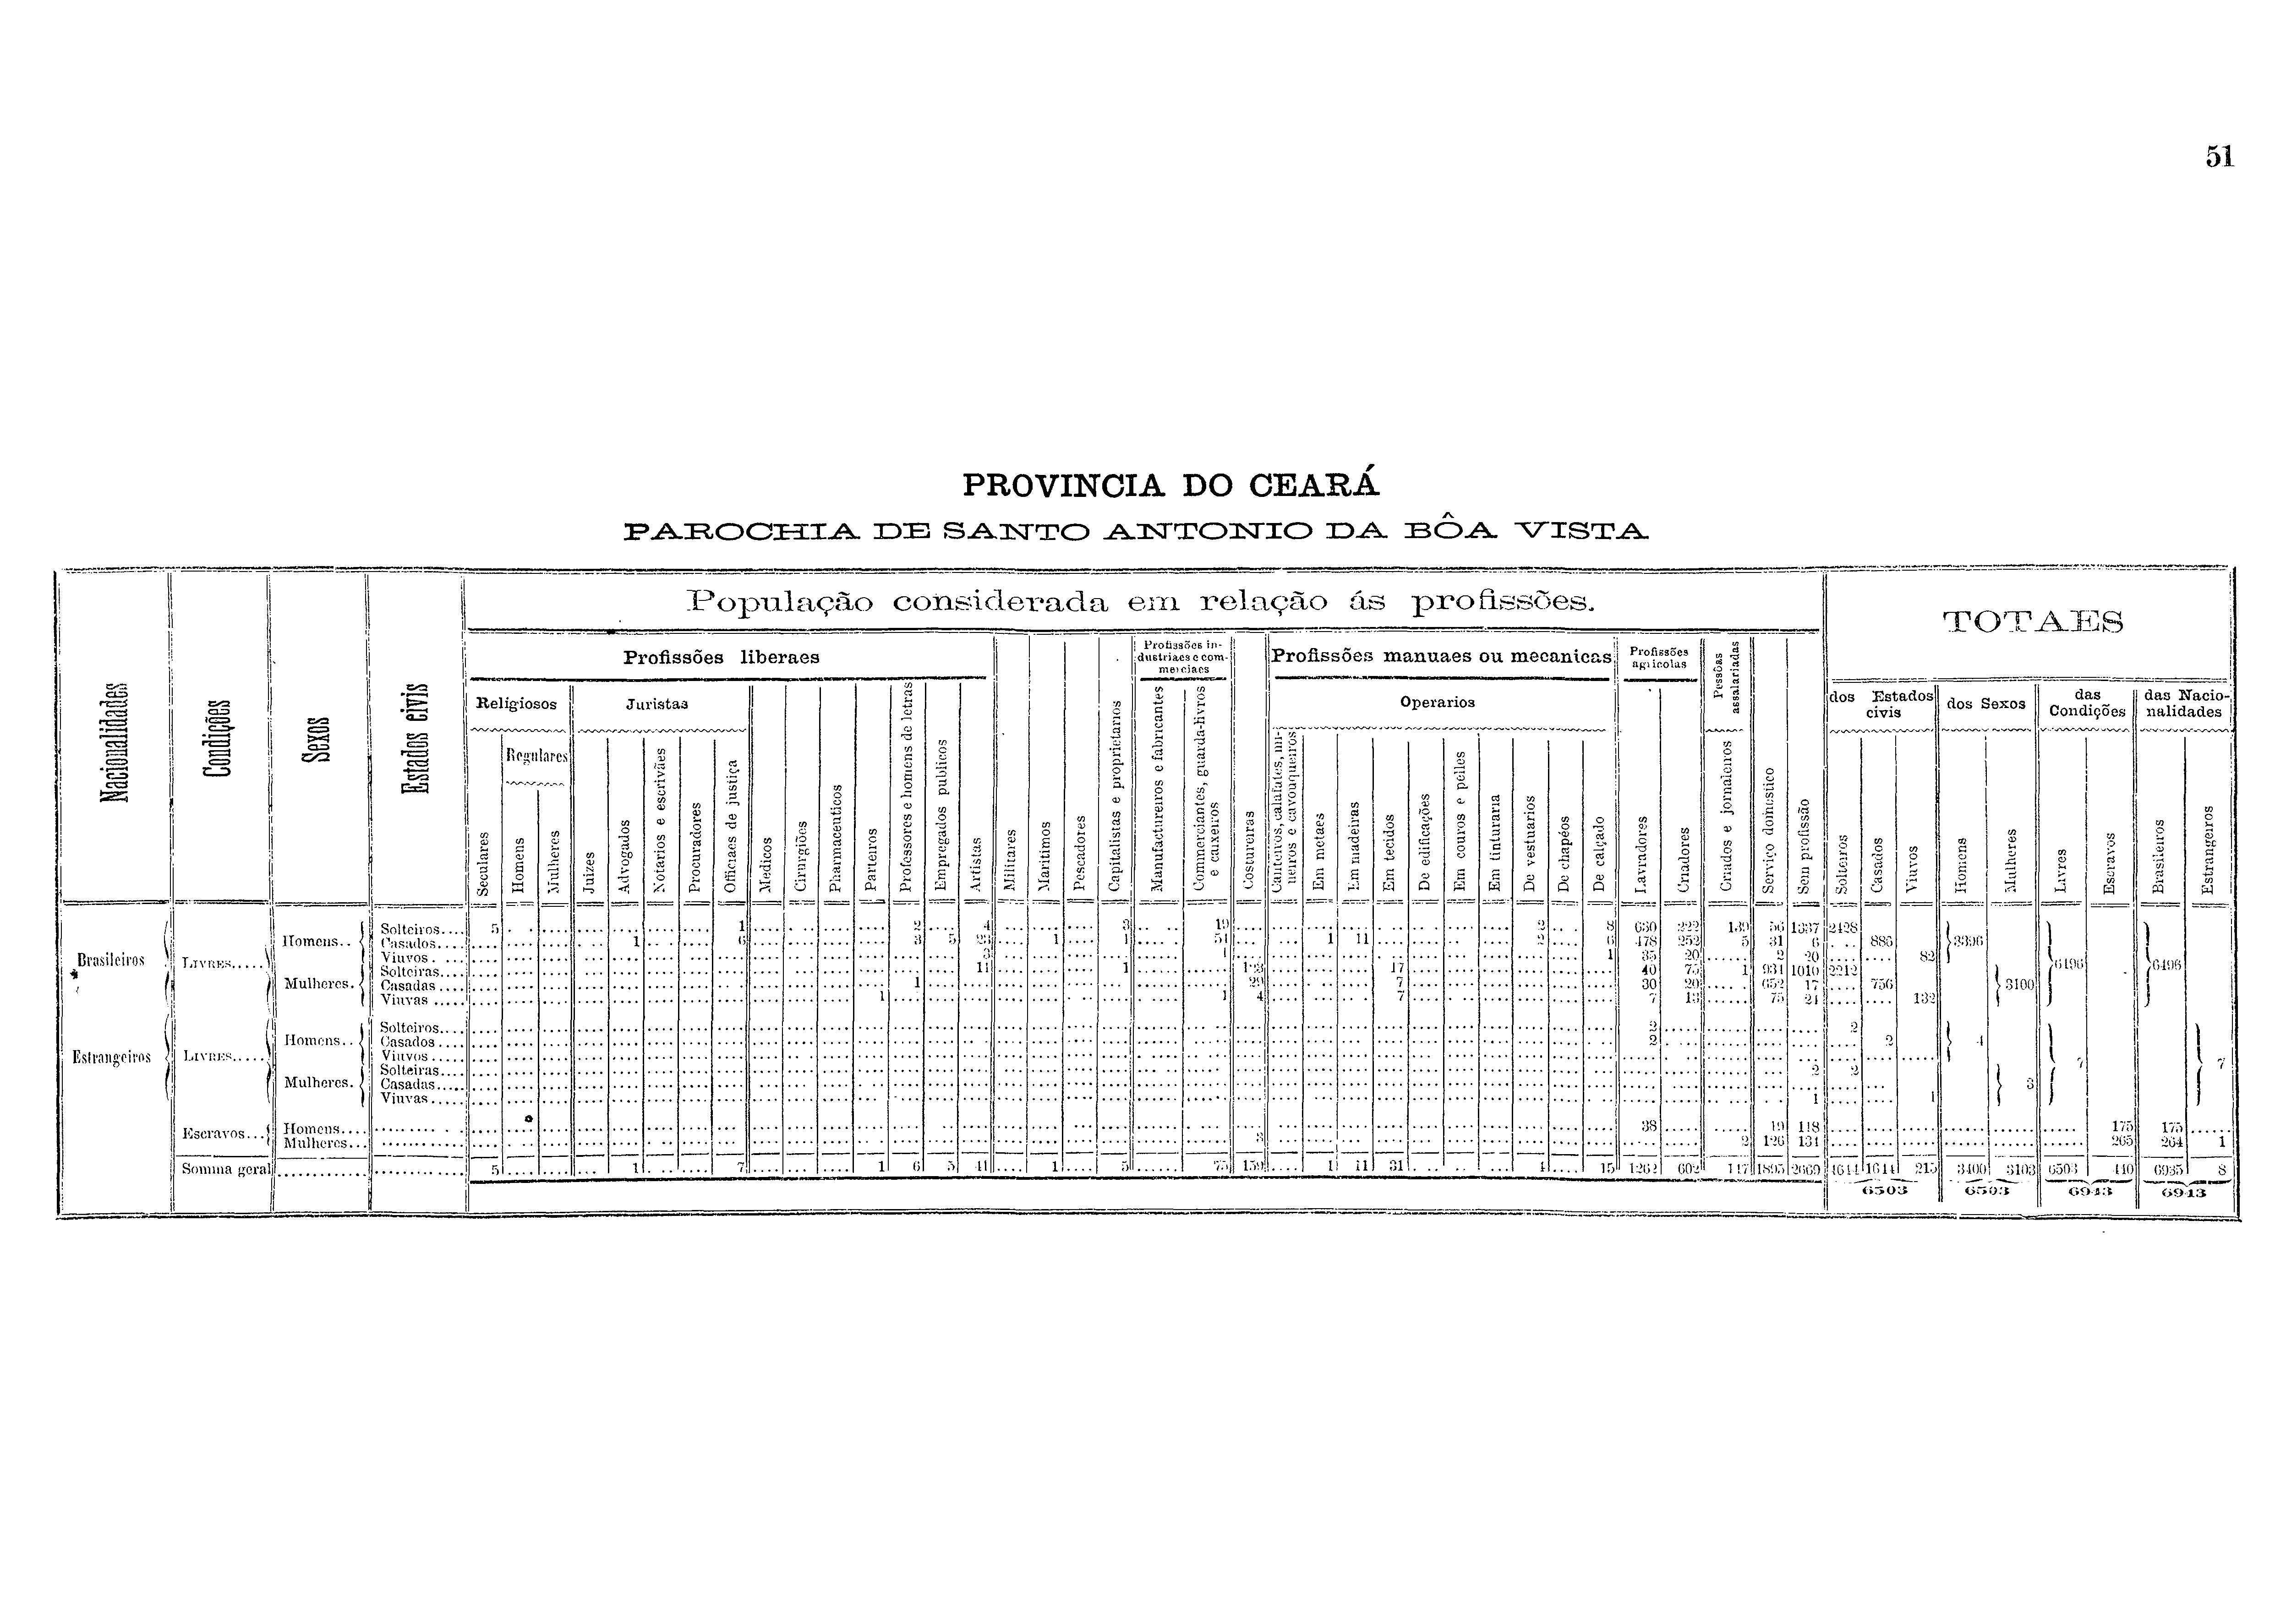 51
PROVINCIA DO CEARÁ
PAROCHIA DE SANTO ANTONIO DA BÔA VISTA
População considerada em relação ás profissões.
TOTAES
Nacionalidades
Condições
Sexos
Estados civis
Profissões liberaes
Profissões industriaes e commerciaes
Profissões manuaes ou mecanicas
Profissões agricolas
Pessôas assalariadas
Religiosos
Juristas
Operarios
dos Estados civis
dos Sexos
das Condições
das Nacionalidades
Regulares
Seculares
Homens
Mulheres
Juizes
Advogados
Notarios e escrivães
Procuradores
Officiaes de justiça
Medicos
Cirurgiões
Pharmaceuticos
Parteiros
Professores e homens de letras
Empregados publicos
Artistas
Militares
Maritimos
Pescadores
Capitalistas e proprietarios
Manufactureiros e fabricantes
Commerciantes, guarda-livros e caixeiros
Costureiras
Canteiros, calafates, mineiros e cavouqueiros
Em metaes
Em madeiras
Em tecidos
De edificações
Em couros e pelles
Em tinturaria
De vestuarios
De chapéos
De calçado
Lavradores
Criadores
Criados e jornaleiros
Serviço domestico
Sem profissão
Solteiros
Casados
Viuvos
Homens
Mulheres
Livres
Escravos
Brasileiros
Estrangeiros
Brasileiros
LIVRES.....
Homens..
Solteiros.... 5 1 2 4 3 19 2 8 630 222 139 56 1337 2428
Casados.... 1 6 3 5 23 1 1 51 1 11 2 6 478 252 5 31 6 886 3396
Viuvos. ... 3 1 1 35 20 2 20 82
Mulheres.
Solteiras.... 11 1 123 17 40 75 1 931 1010 2212
Casadas .... 1 29 7 30 20 652 17 756 3100
Viuvas ..... 1 1 4 7 7 13 75 24 132
6496 6496
Estrangeiros
LIVRES.....
Homens..
Solteiros.... 2 2
Casados.... 2 2 4
Viuvos.....
Mulheres.
Solteiras.... 2 2
Casadas..... 3
Viuvas..... 1 1
7 7
Escravos...
Homens.... 38 19 118 175 175
Mulheres... 3 2 126 134 265 264 1
Somma geral 5 1 7 1 6 5 41 1 5 75 159 1 11 31 4 15 1262 602 147 1895 2669 4644 1644 215 3400 3103 6503 440 6935 8
6503 6503 6943 6943